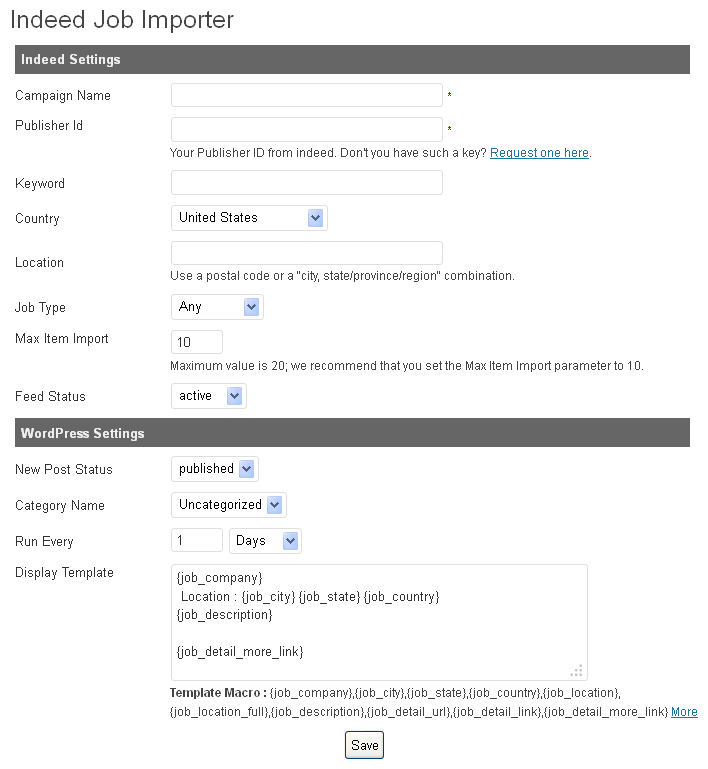 Indeed Job Importer
Indeed Settings
Campaign Name *
Publisher Id *
Your Publisher ID from indeed. Don't you have such a key? Request one here.
Keyword
Country United States
Location
Use a postal code or a "city, state/province/region" combination.
Job Type Any
Max Item Import 10
Maximum value is 20; we recommend that you set the Max Item Import parameter to 10.
Feed Status active
WordPress Settings
New Post Status published
Category Name Uncategorized
Run Every 1 Days
Display Template {job_company}
Location : {job_city} {job_state} {job_country}
{job_description}
{job_detail_more_link}
Template Macro : {job_company},{job_city},{job_state},{job_country},{job_location},
{job_location_full},{job_description},{job_detail_url},{job_detail_link},{job_detail_more_link} More
Save